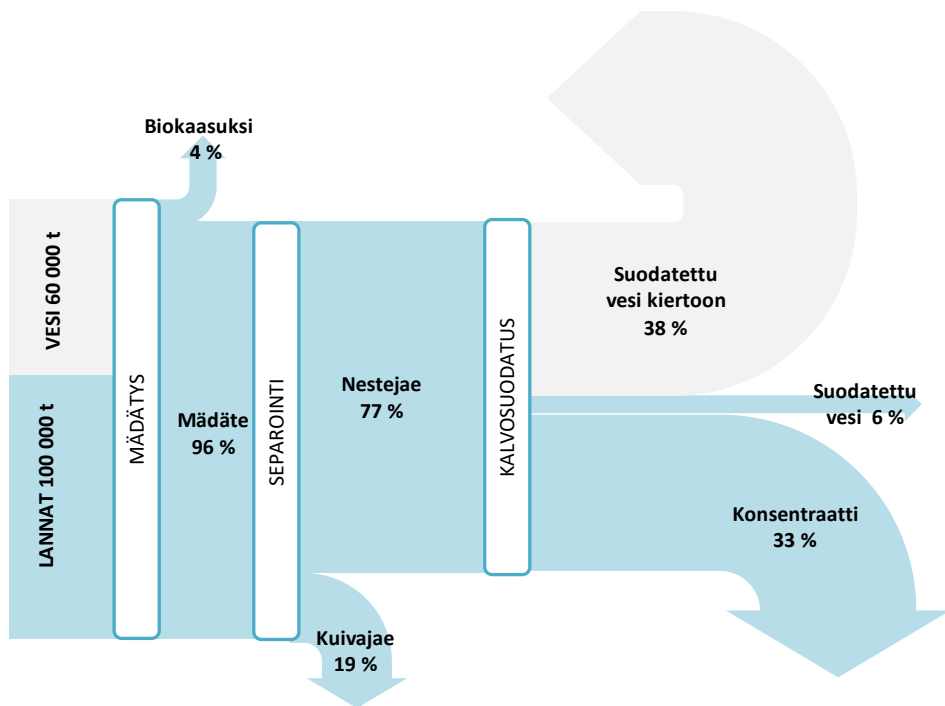 Biokaasuksi
4 %
VESI 60 000 t
LANNAT 100 000 t
MÄDÄTYS
Mädäte
96 %
SEPAROINTI
Nestejae
77 %
Kuivajae
19 %
KALVOSUODATUS
Suodatettu
vesi kiertoon
38 %
Suodatettu
vesi 6 %
Konsentraatti
33 %